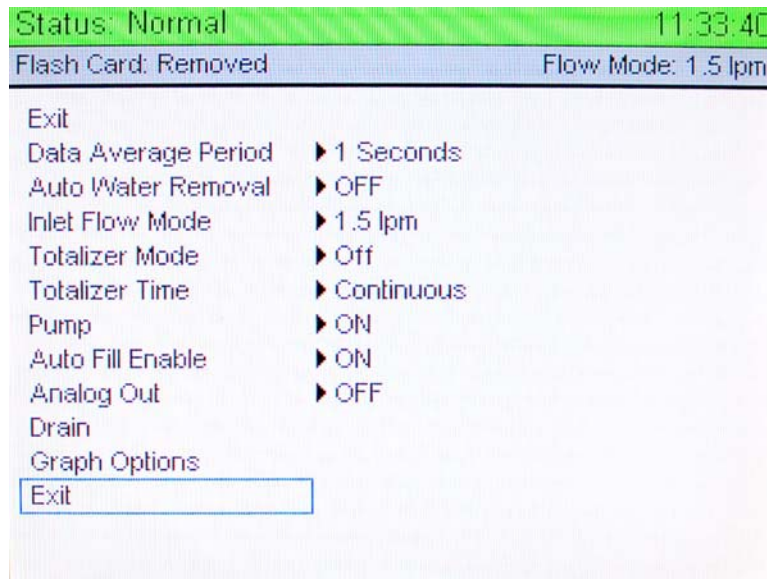 Status: Normal 11:33:40
Flash Card: Removed Flow Mode: 1.5 lpm
Exit
Data Average Period ▶ 1 Seconds
Auto Water Removal ▶ OFF
Inlet Flow Mode ▶ 1.5 lpm
Totalizer Mode ▶ Off
Totalizer Time ▶ Continuous
Pump ▶ ON
Auto Fill Enable ▶ ON
Analog Out ▶ OFF
Drain
Graph Options
Exit